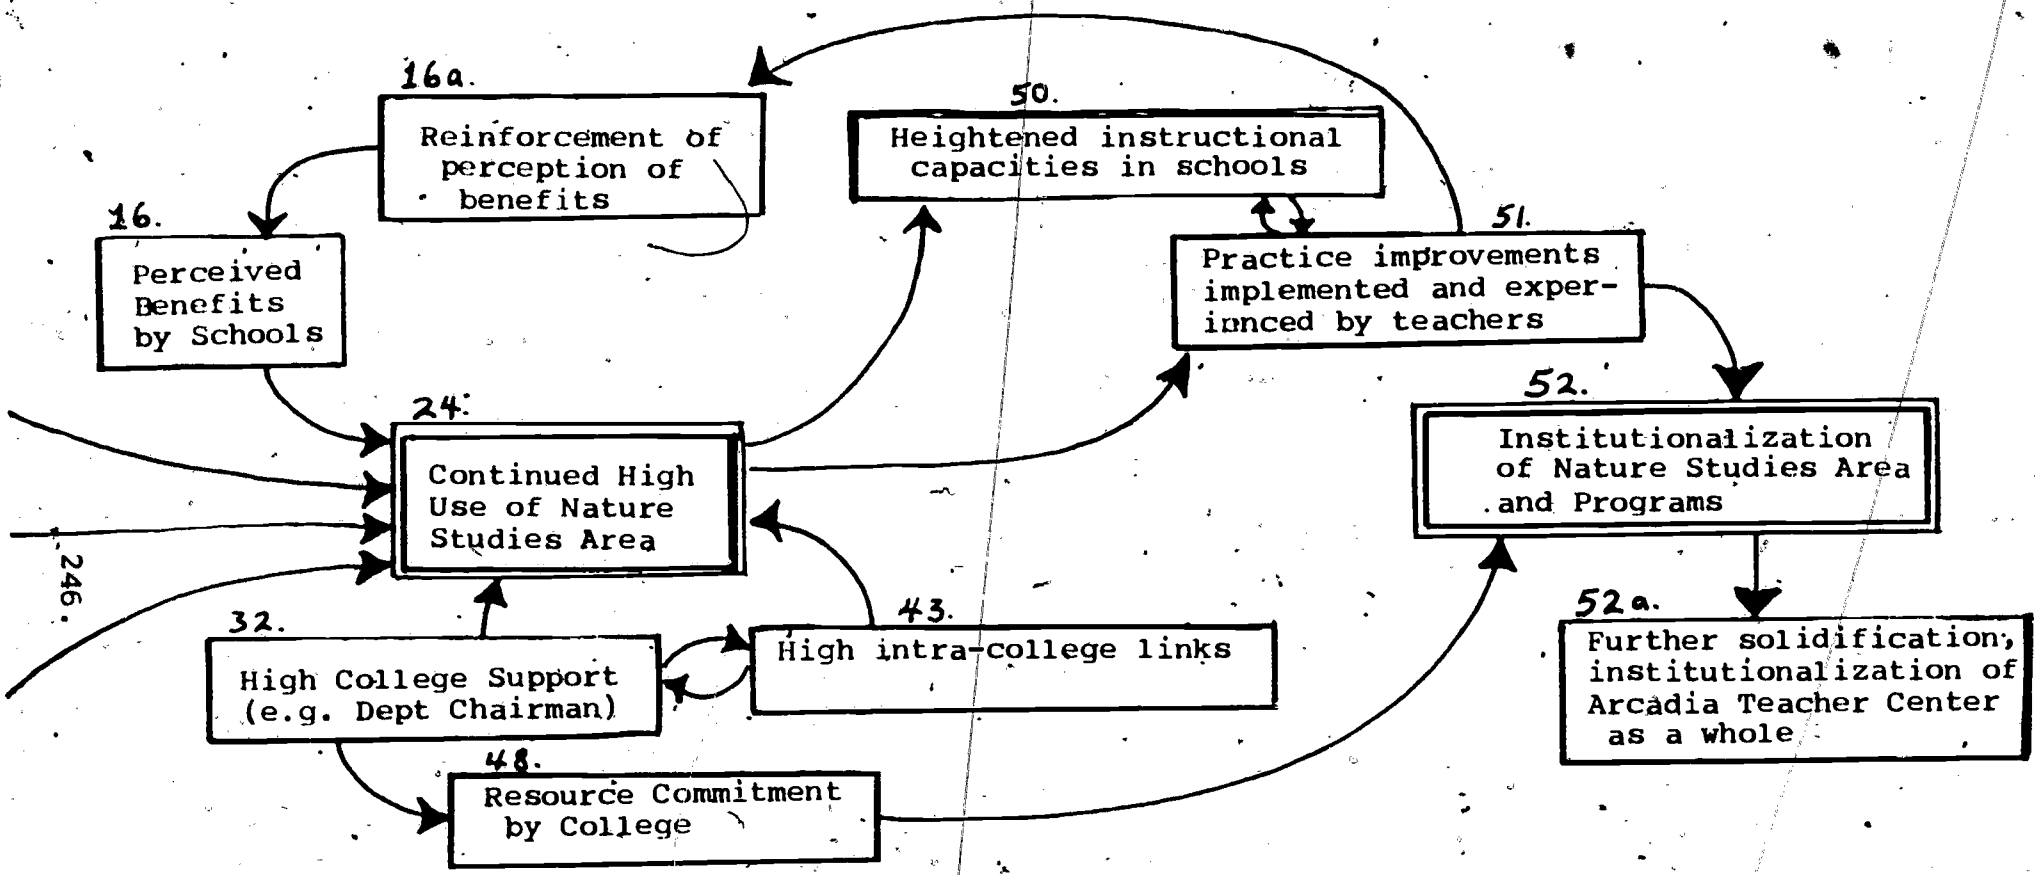 16a.
Reinforcement of
perception of
benefits
50.
Heightened instructional
capacities in schools
16.
Perceived
Benefits
by Schools
51.
Practice improvements
implemented and exper-
ienced by teachers
24.
Continued High
Use of Nature
Studies Area
52.
Institutionalization
of Nature Studies Area
and Programs
246.
32.
High College Support
(e.g. Dept Chairman)
43.
High intra-college links
52a.
Further solidification,
institutionalization of
Arcadia Teacher Center
as a whole
48.
Resource Commitment
by College